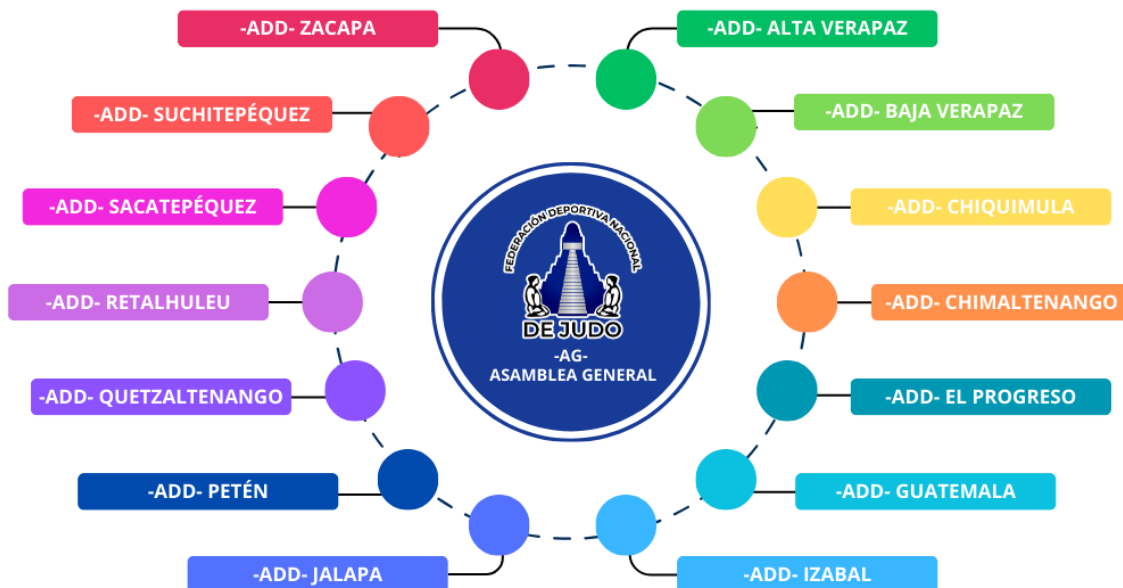 -ADD- ZACAPA
-ADD- ALTA VERAPAZ
-ADD- SUCHITEPÉQUEZ
-ADD- BAJA VERAPAZ
-ADD- SACATEPÉQUEZ
-ADD- CHIQUIMULA
FEDERACIÓN DEPORTIVA NACIONAL
DE JUDO
-AG-
ASAMBLEA GENERAL
-ADD- RETALHULEU
-ADD- CHIMALTENANGO
-ADD- QUETZALTENANGO
-ADD- EL PROGRESO
-ADD- PETÉN
-ADD- GUATEMALA
-ADD- JALAPA
-ADD- IZABAL